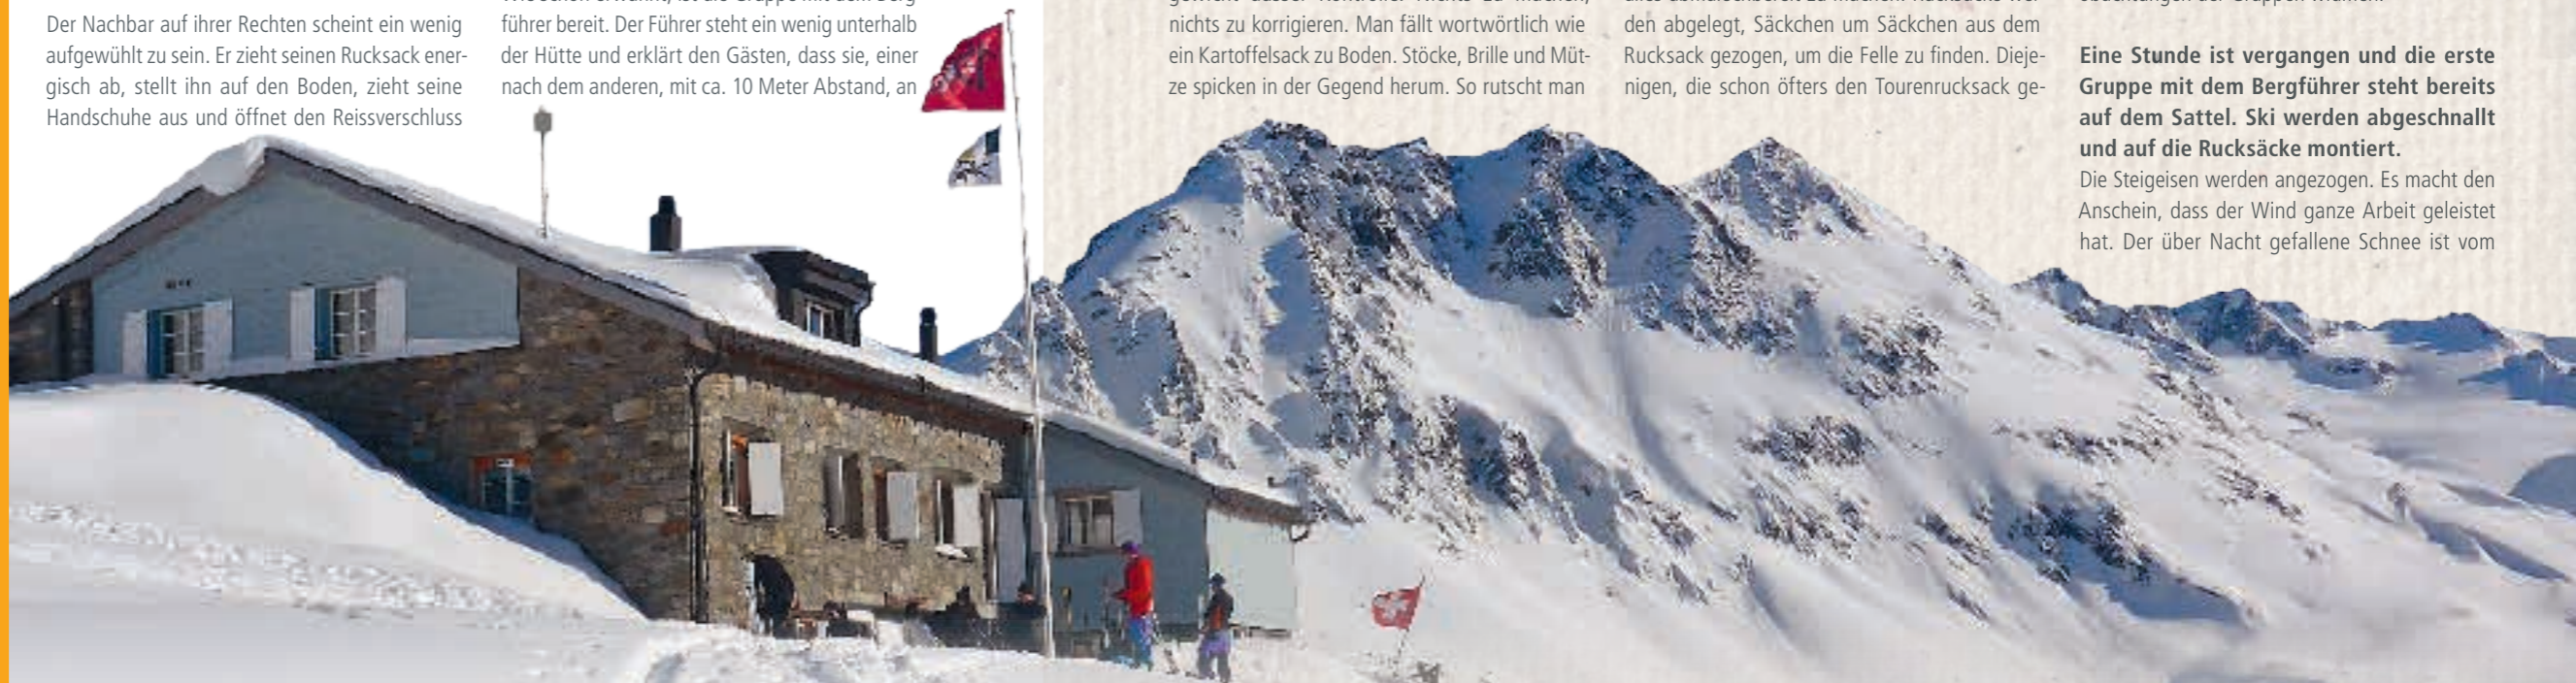 Der Nachbar auf ihrer Rechten scheint ein wenig
aufgewühlt zu sein. Er zieht seinen Rucksack ener-
gisch ab, stellt ihn auf den Boden, zieht seine
Handschuhe aus und öffnet den Reissverschluss
führer bereit. Der Führer steht ein wenig unterhalb
der Hütte und erklärt den Gästen, dass sie, einer
nach dem anderen, mit ca. 10 Meter Abstand, an
nichts zu korrigieren. Man fällt wortwörtlich wie
ein Kartoffelsack zu Boden. Stöcke, Brille und Müt-
ze spicken in der Gegend herum. So rutscht man
den abgelegt, Säckchen um Säckchen aus dem
Rucksack gezogen, um die Felle zu finden. Dieje-
nigen, die schon öfters den Tourenrucksack ge-
Eine Stunde ist vergangen und die erste
Gruppe mit dem Bergführer steht bereits
auf dem Sattel. Ski werden abgeschnallt
und auf die Rucksäcke montiert.
Die Steigeisen werden angezogen. Es macht den
Anschein, dass der Wind ganze Arbeit geleistet
hat. Der über Nacht gefallene Schnee ist vom